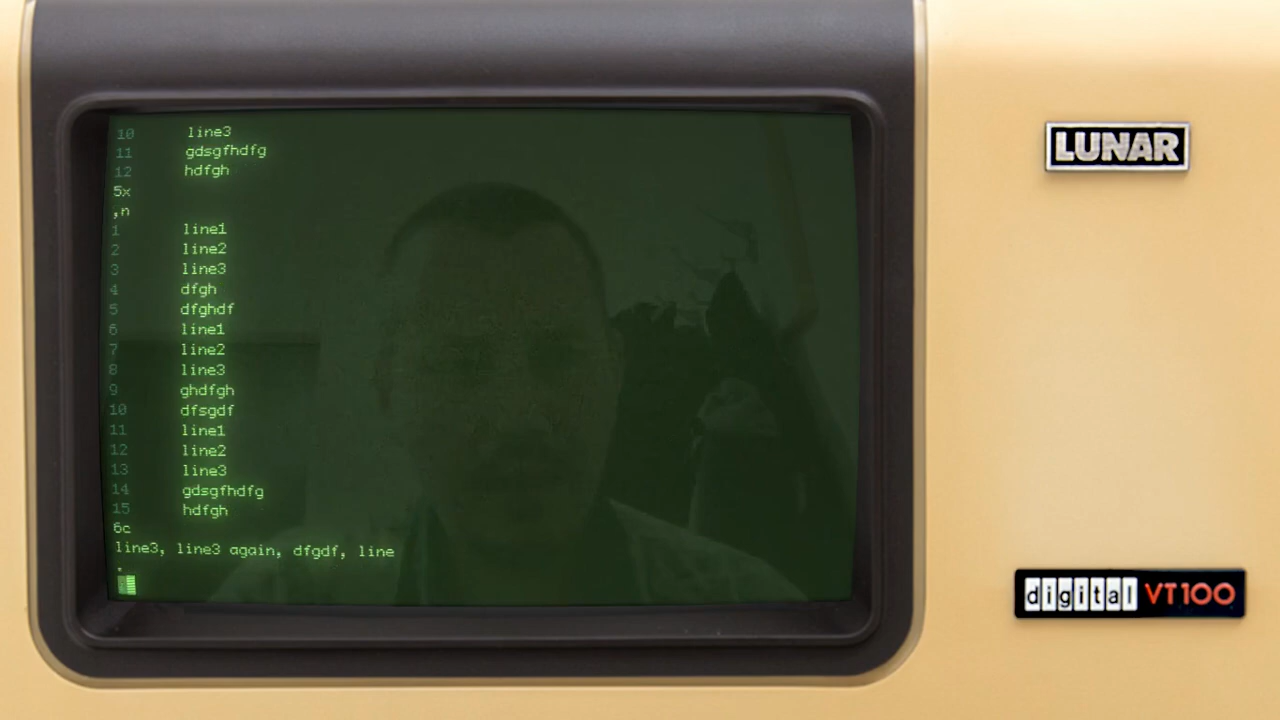 10 line3
11 gdsgfhdfg
12 hdfgh
5x
,n
1 line1
2 line2
3 line3
4 dfgh
5 dfghdf
6 line1
7 line2
8 line3
9 ghdfgh
10 dfsgdf
11 line1
12 line2
13 line3
14 gdsgfhdfg
15 hdfgh
6c
line3, line3 again, dfgdf, line
.
LUNAR
digital VT100